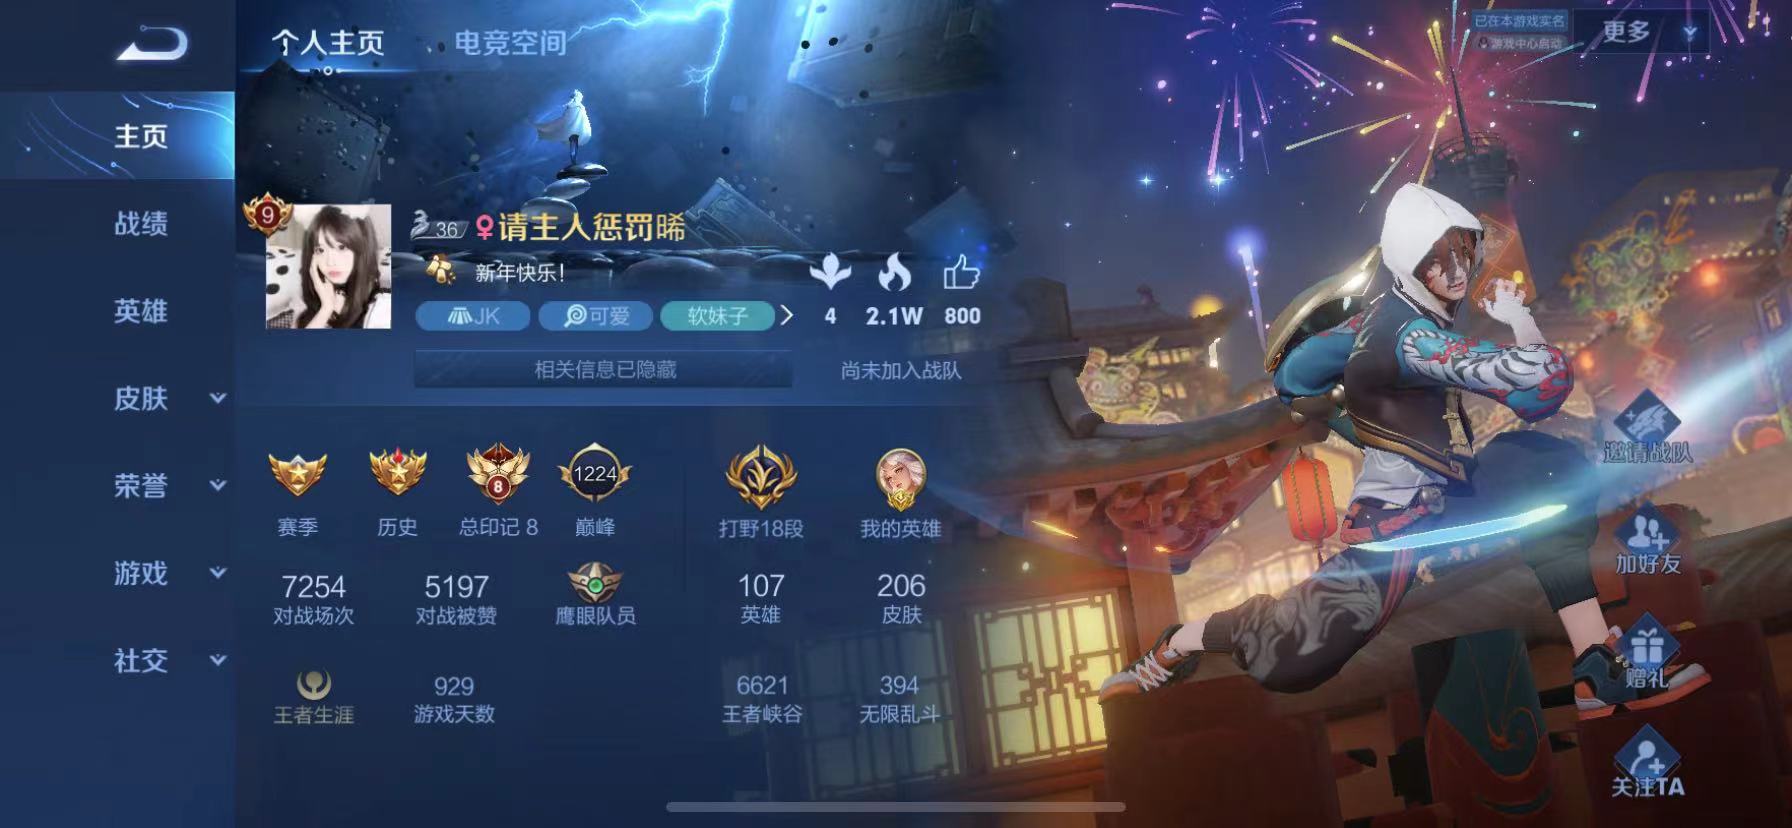 个人主页
电竞空间
已在本游戏实名
游戏中心启动
更多
主页
战绩
英雄
皮肤
荣誉
游戏
社交
9
36
♀请主人惩罚晞
新年快乐!
JK
可爱
软妹子
4
2.1W
800
相关信息已隐藏
尚未加入战队
8
1224
赛季
历史
总印记 8
巅峰
打野18段
我的英雄
7254
对战场次
5197
对战被赞
鹰眼队员
107
英雄
206
皮肤
王者生涯
929
游戏天数
6621
王者峡谷
394
无限乱斗
邀请战队
加好友
赠礼
关注TA